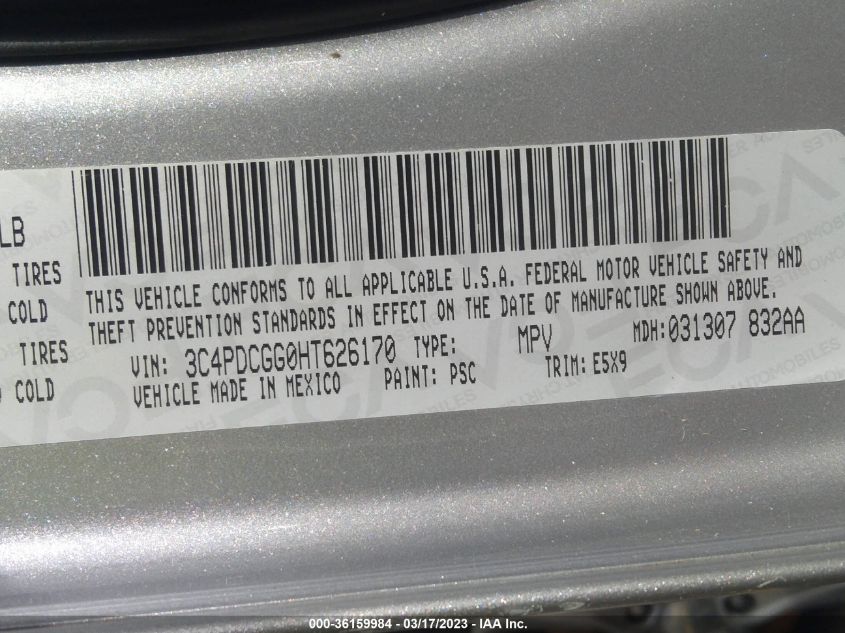 LB
TIRES
COLD
TIRES
COLD
THIS VEHICLE CONFORMS TO ALL APPLICABLE U.S.A. FEDERAL MOTOR VEHICLE SAFETY AND
THEFT PREVENTION STANDARDS IN EFFECT ON THE DATE OF MANUFACTURE SHOWN ABOVE.
VIN: 3C4PDCGG0HT626170 TYPE: MPV MDH:031307 832AA
VEHICLE MADE IN MEXICO PAINT: PSC TRIM: E5X9
000-36159984 - 03/17/2023 - IAA Inc.